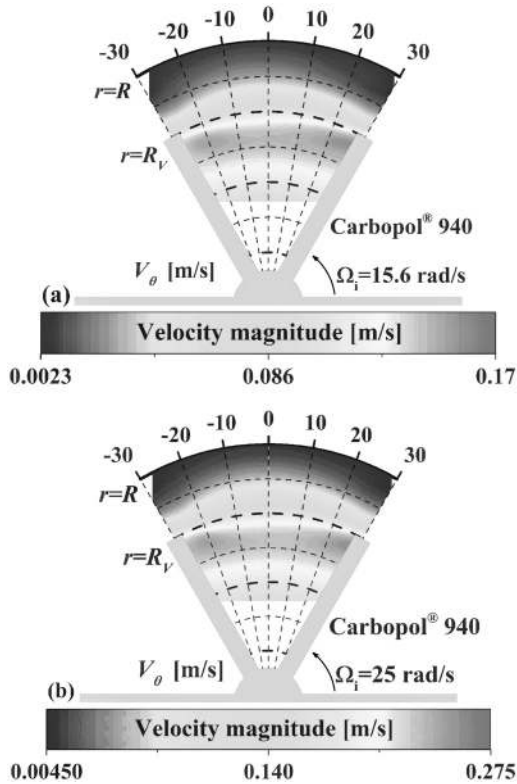 0
-10 10
-20 20
-30 30
r=R
r=R_V
Carbopol® 940
V_θ [m/s]
Ω_i=15.6 rad/s
(a)
Velocity magnitude [m/s]
0.0023 0.086 0.17
0
-10 10
-20 20
-30 30
r=R
r=R_V
Carbopol® 940
V_θ [m/s]
Ω_i=25 rad/s
(b)
Velocity magnitude [m/s]
0.00450 0.140 0.275